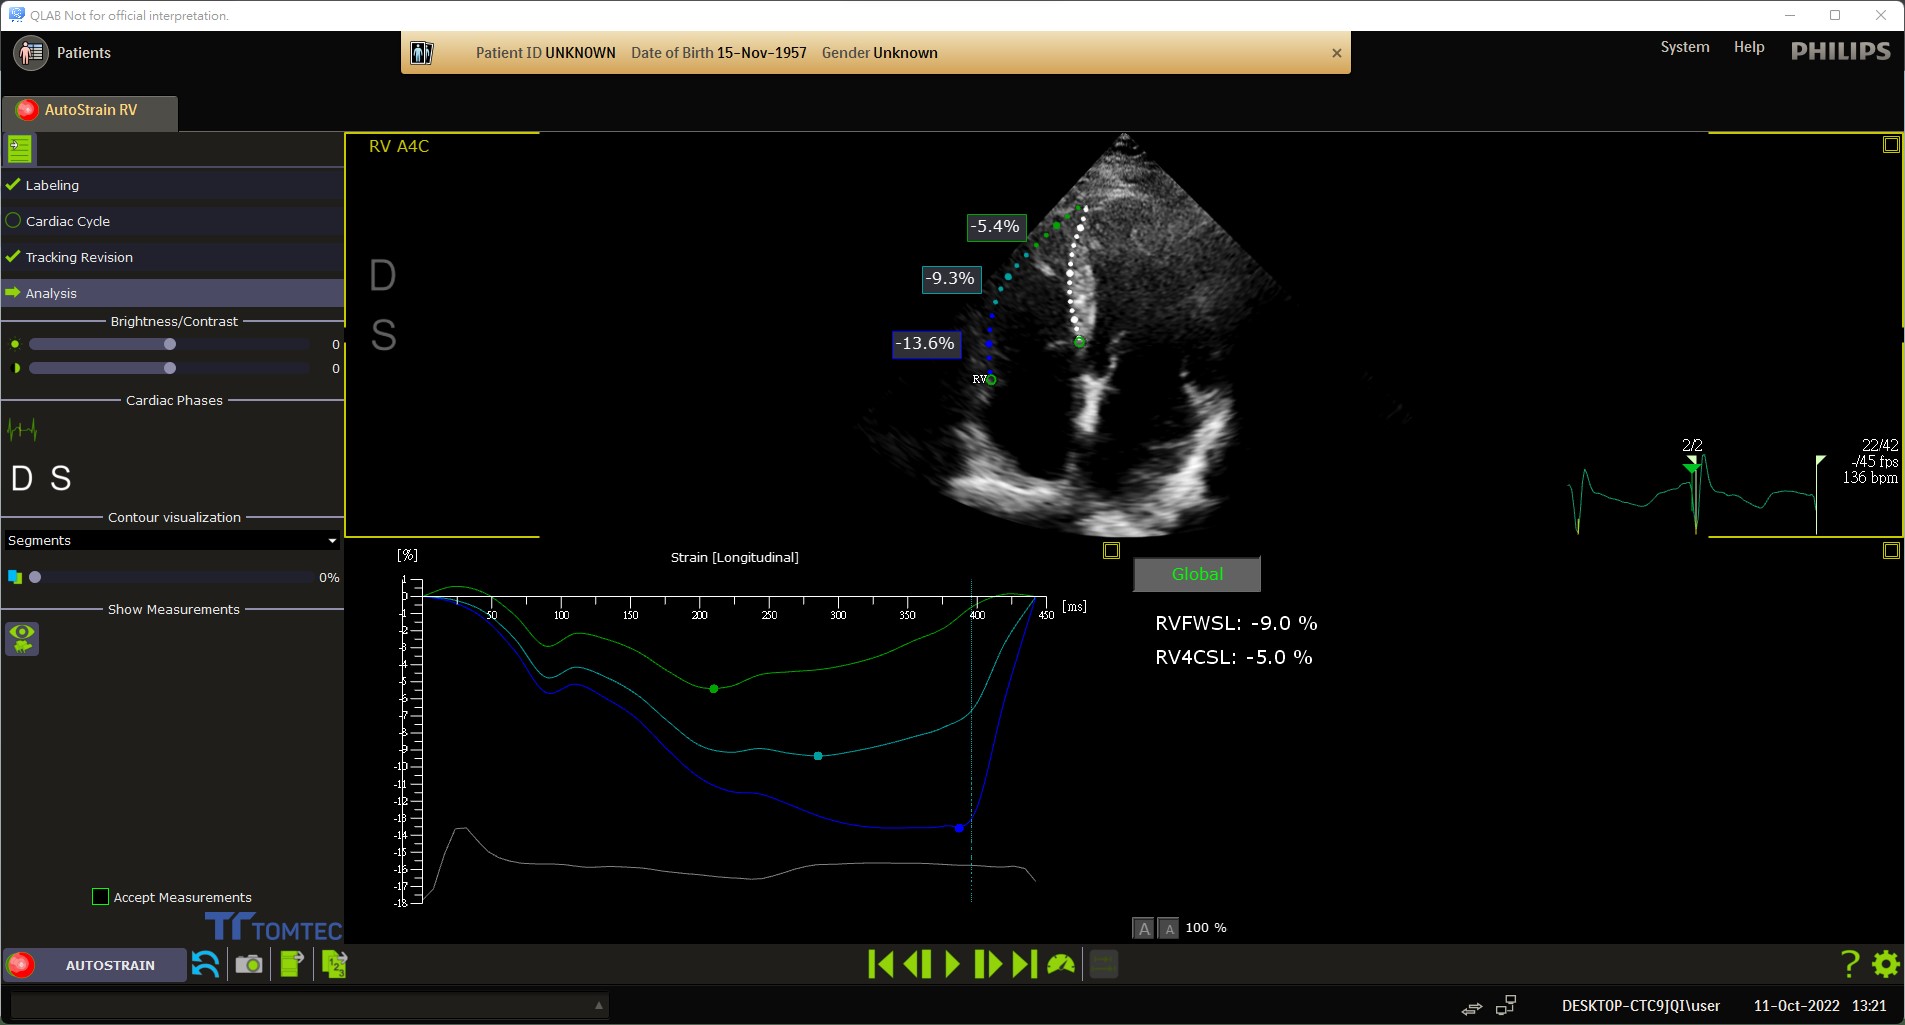 QLAB Not for official interpretation.
Patients
Patient ID UNKNOWN Date of Birth 15-Nov-1957 Gender Unknown
System Help PHILIPS
AutoStrain RV
Labeling
Cardiac Cycle
Tracking Revision
Analysis
Brightness/Contrast
0
0
Cardiac Phases
D S
Contour visualization
Segments
0%
Show Measurements
Accept Measurements
TOMTEC
RV A4C
D
S
-5.4%
-9.3%
-13.6%
RV
2/2
22/42
-/45 fps
136 bpm
[%]
Strain [Longitudinal]
1
0
-1
-2
-3
-4
-5
-6
-7
-8
-9
-10
-11
-12
-13
-14
-15
-16
-17
-18
50 100 150 200 250 300 350 400 450 [ms]
Global
RVFWSL: -9.0 %
RV4CSL: -5.0 %
A A 100 %
AUTOSTRAIN
1 2 3
?
DESKTOP-CTC9JQI\user 11-Oct-2022 13:21